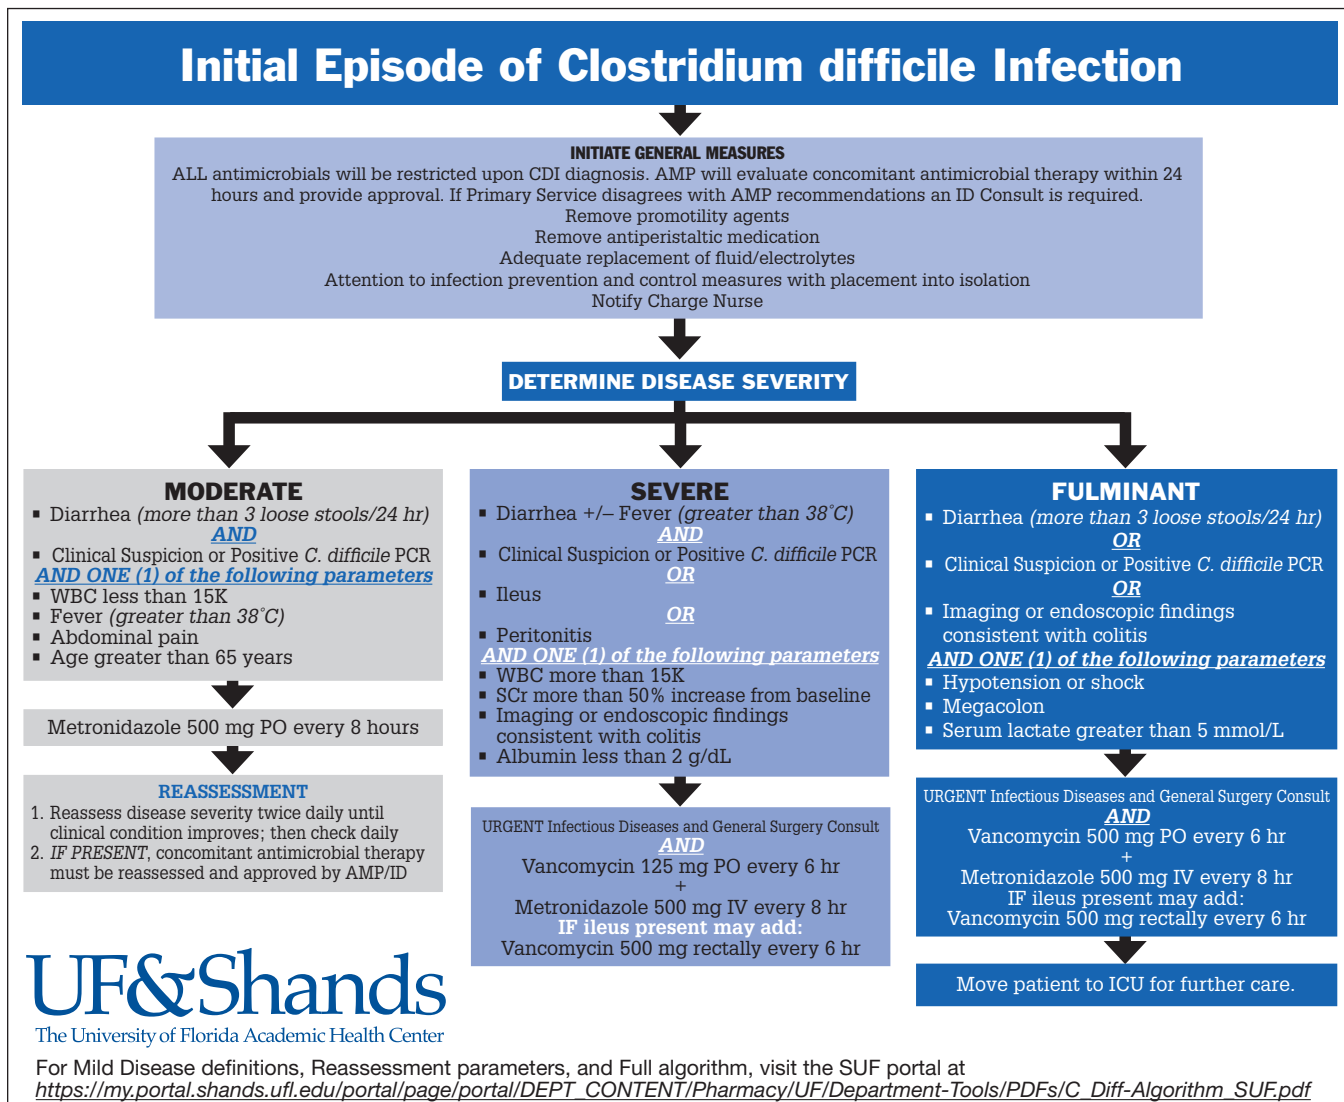 Initial Episode of Clostridium difficile Infection
INITIATE GENERAL MEASURES
ALL antimicrobials will be restricted upon CDI diagnosis. AMP will evaluate concomitant antimicrobial therapy within 24
hours and provide approval. If Primary Service disagrees with AMP recommendations an ID Consult is required.
Remove promotility agents
Remove antiperistaltic medication
Adequate replacement of fluid/electrolytes
Attention to infection prevention and control measures with placement into isolation
Notify Charge Nurse
DETERMINE DISEASE SEVERITY
MODERATE
▪ Diarrhea (more than 3 loose stools/24 hr)
AND
▪ Clinical Suspicion or Positive C. difficile PCR
AND ONE (1) of the following parameters
▪ WBC less than 15K
▪ Fever (greater than 38˚C)
▪ Abdominal pain
▪ Age greater than 65 years
Metronidazole 500 mg PO every 8 hours
REASSESSMENT
1. Reassess disease severity twice daily until
clinical condition improves; then check daily
2. IF PRESENT, concomitant antimicrobial therapy
must be reassessed and approved by AMP/ID
SEVERE
▪ Diarrhea +/– Fever (greater than 38˚C)
AND
▪ Clinical Suspicion or Positive C. difficile PCR
OR
▪ Ileus
OR
▪ Peritonitis
AND ONE (1) of the following parameters
▪ WBC more than 15K
▪ SCr more than 50% increase from baseline
▪ Imaging or endoscopic findings
consistent with colitis
▪ Albumin less than 2 g/dL
URGENT Infectious Diseases and General Surgery Consult
AND
Vancomycin 125 mg PO every 6 hr
+
Metronidazole 500 mg IV every 8 hr
IF ileus present may add:
Vancomycin 500 mg rectally every 6 hr
FULMINANT
▪ Diarrhea (more than 3 loose stools/24 hr)
OR
▪ Clinical Suspicion or Positive C. difficile PCR
OR
▪ Imaging or endoscopic findings
consistent with colitis
AND ONE (1) of the following parameters
▪ Hypotension or shock
▪ Megacolon
▪ Serum lactate greater than 5 mmol/L
URGENT Infectious Diseases and General Surgery Consult
AND
Vancomycin 500 mg PO every 6 hr
+
Metronidazole 500 mg IV every 8 hr
IF ileus present may add:
Vancomycin 500 mg rectally every 6 hr
Move patient to ICU for further care.
UF&Shands
The University of Florida Academic Health Center
For Mild Disease definitions, Reassessment parameters, and Full algorithm, visit the SUF portal at
https://my.portal.shands.ufl.edu/portal/page/portal/DEPT_CONTENT/Pharmacy/UF/Department-Tools/PDFs/C_Diff-Algorithm_SUF.pdf